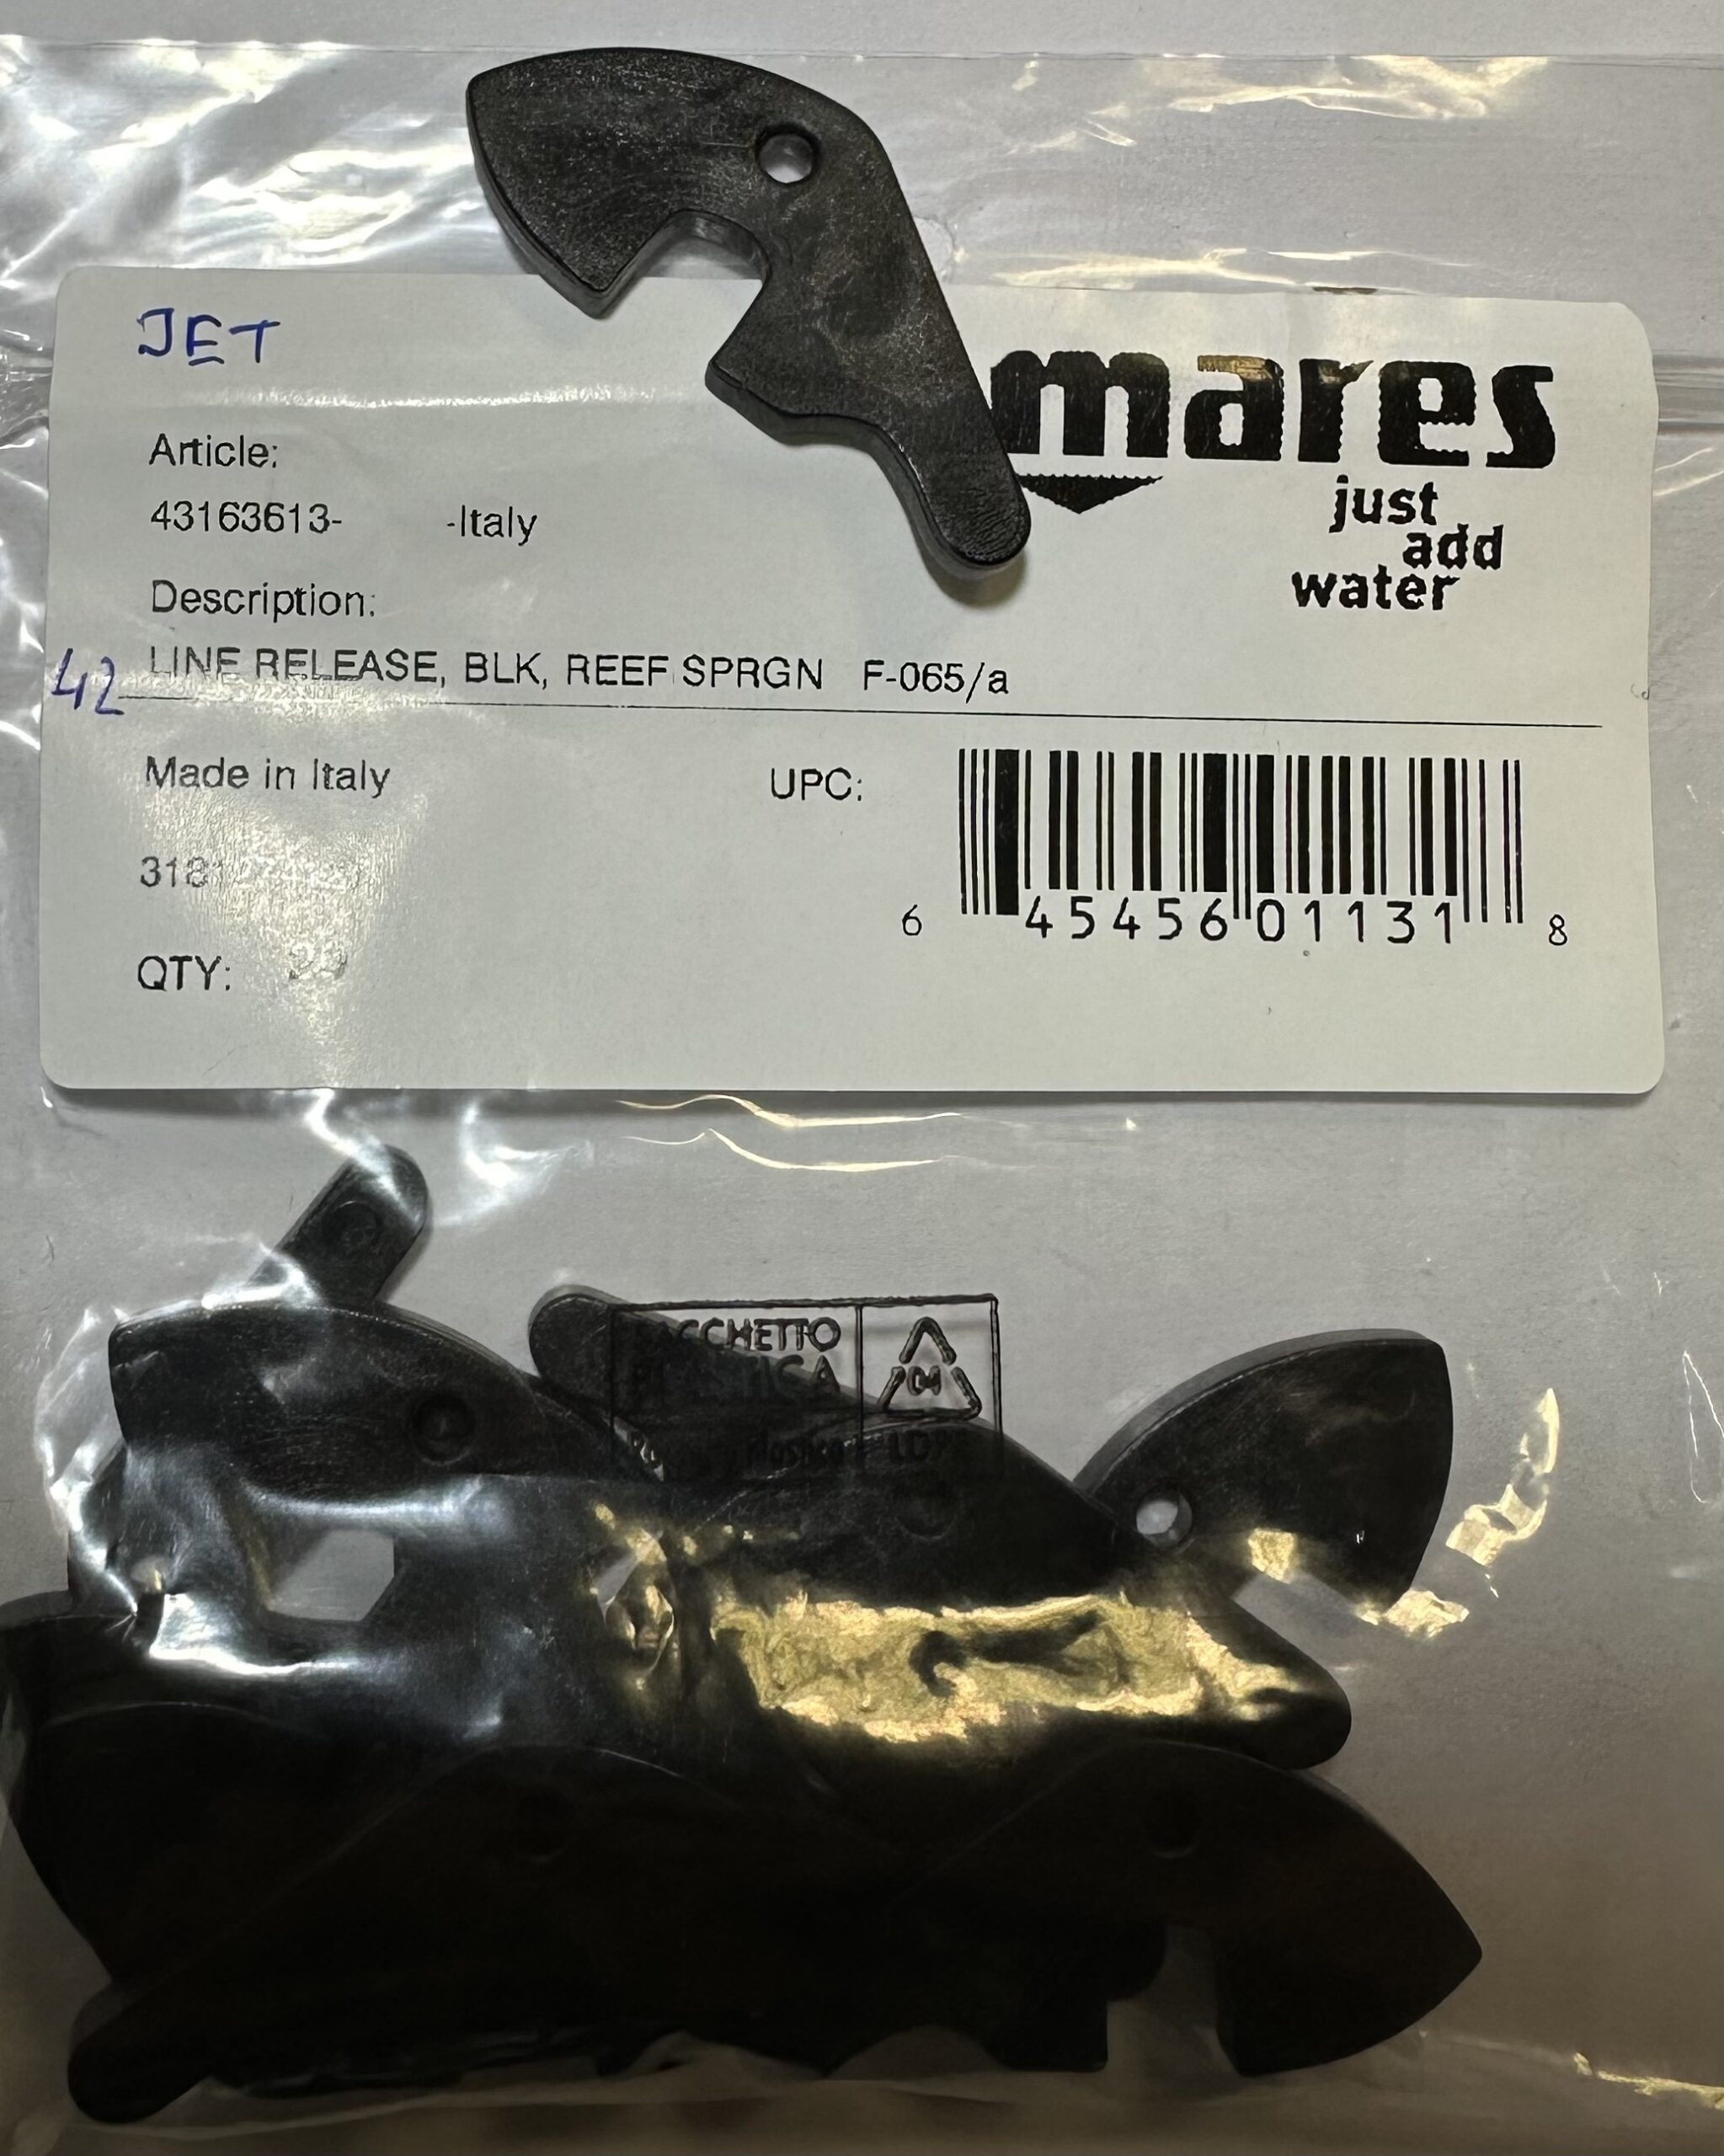 JET
mares
just
add
water
Article:
43163613- -Italy
Description:
42 LINE RELEASE, BLK, REEF SPRGN F-065/a
Made in Italy
UPC:
6 45456 01131 8
QTY:
04